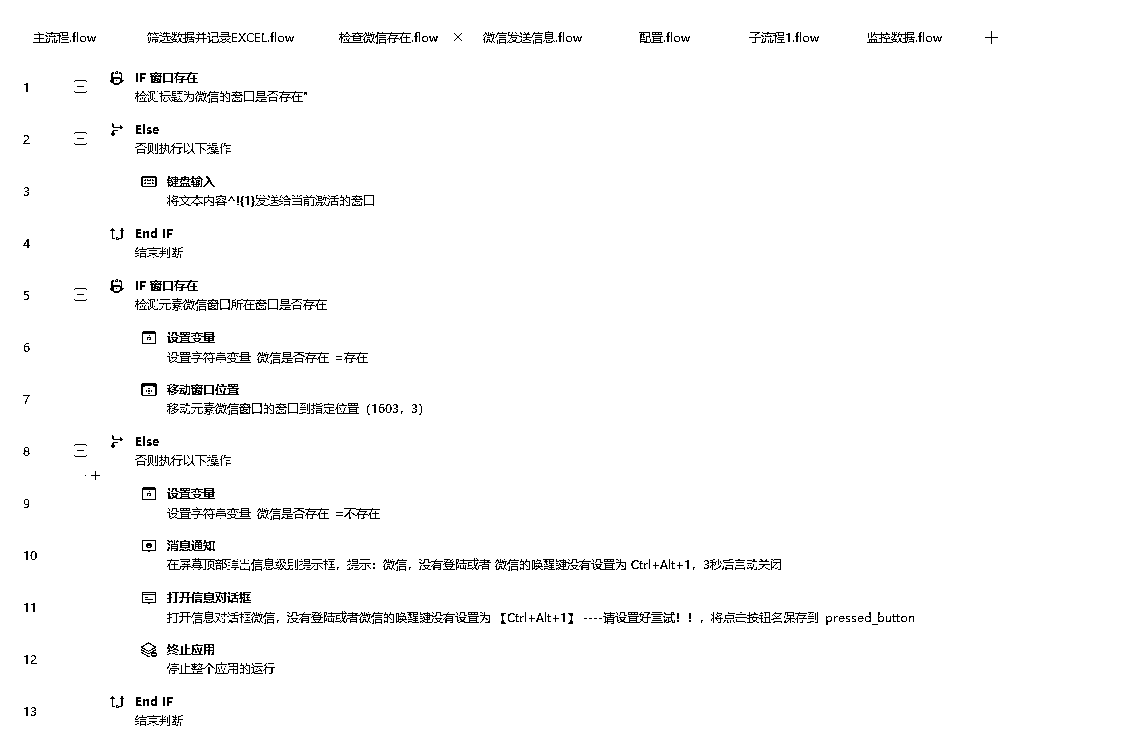 主流程.flow 筛选数据并记录EXCEL.flow 检查微信存在.flow × 微信发送信息.flow 配置.flow 子流程1.flow 监控数据.flow +
1 IF 窗口存在
检测标题为微信的窗口是否存在"
2 Else
否则执行以下操作
3 键盘输入
将文本内容^!{1}发送给当前激活的窗口
4 End IF
结束判断
5 IF 窗口存在
检测元素微信窗口所在窗口是否存在
6 设置变量
设置字符串变量 微信是否存在 =存在
7 移动窗口位置
移动元素微信窗口的窗口到指定位置（1603，3）
8 Else
否则执行以下操作
9 设置变量
设置字符串变量 微信是否存在 =不存在
10 消息通知
在屏幕顶部弹出信息级别提示框，提示：微信，没有登陆或者 微信的唤醒键没有设置为 Ctrl+Alt+1，3秒后自动关闭
11 打开信息对话框
打开信息对话框微信，没有登陆或者微信的唤醒键没有设置为 【Ctrl+Alt+1】 ----请设置好重试！！，将点击按钮名保存到 pressed_button
12 终止应用
停止整个应用的运行
13 End IF
结束判断